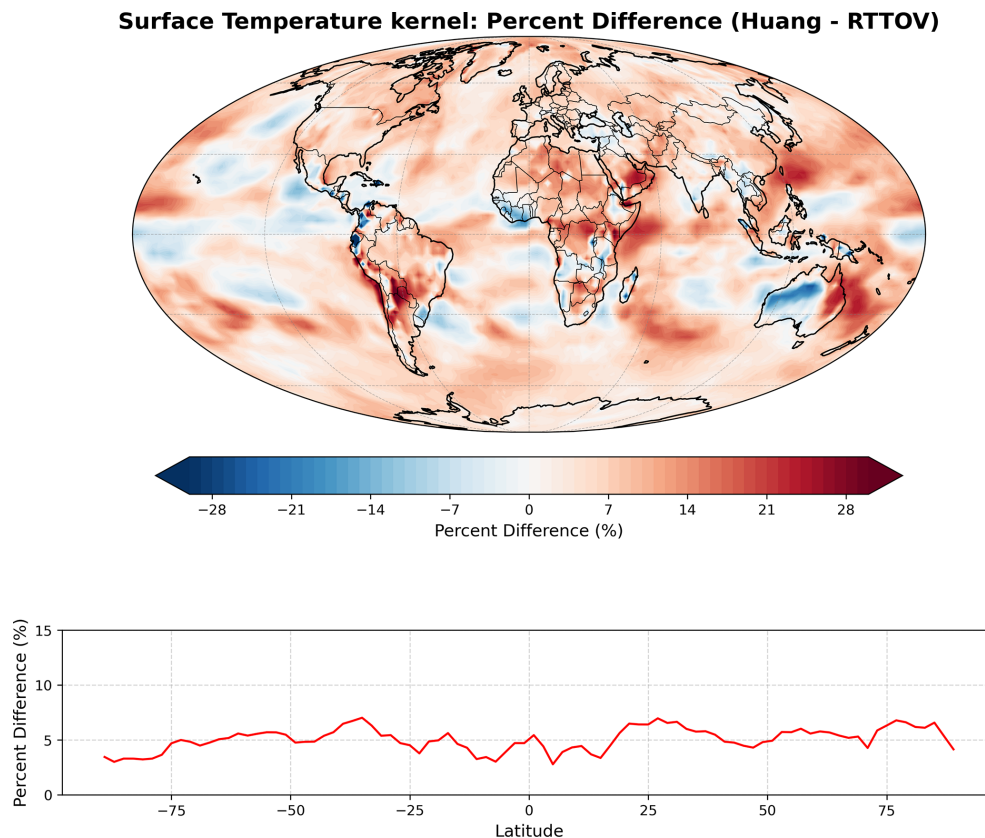 Surface Temperature kernel: Percent Difference (Huang - RTTOV)
−28 −21 −14 −7 0 7 14 21 28
Percent Difference (%)
15
10
5
0
Percent Difference (%)
−75 −50 −25 0 25 50 75
Latitude